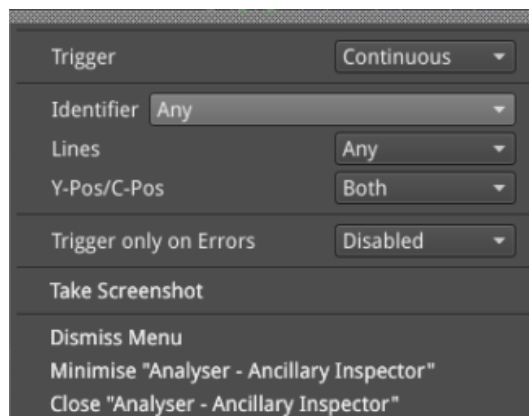 Trigger Continuous
Identifier Any
Lines Any
Y-Pos/C-Pos Both
Trigger only on Errors Disabled
Take Screenshot
Dismiss Menu
Minimise "Analyser - Ancillary Inspector"
Close "Analyser - Ancillary Inspector"